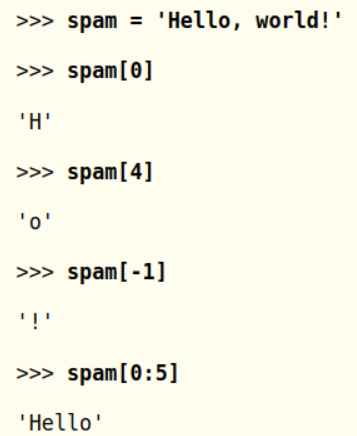 >>> spam = 'Hello, world!'
>>> spam[0]
'H'
>>> spam[4]
'o'
>>> spam[-1]
'!'
>>> spam[0:5]
'Hello'